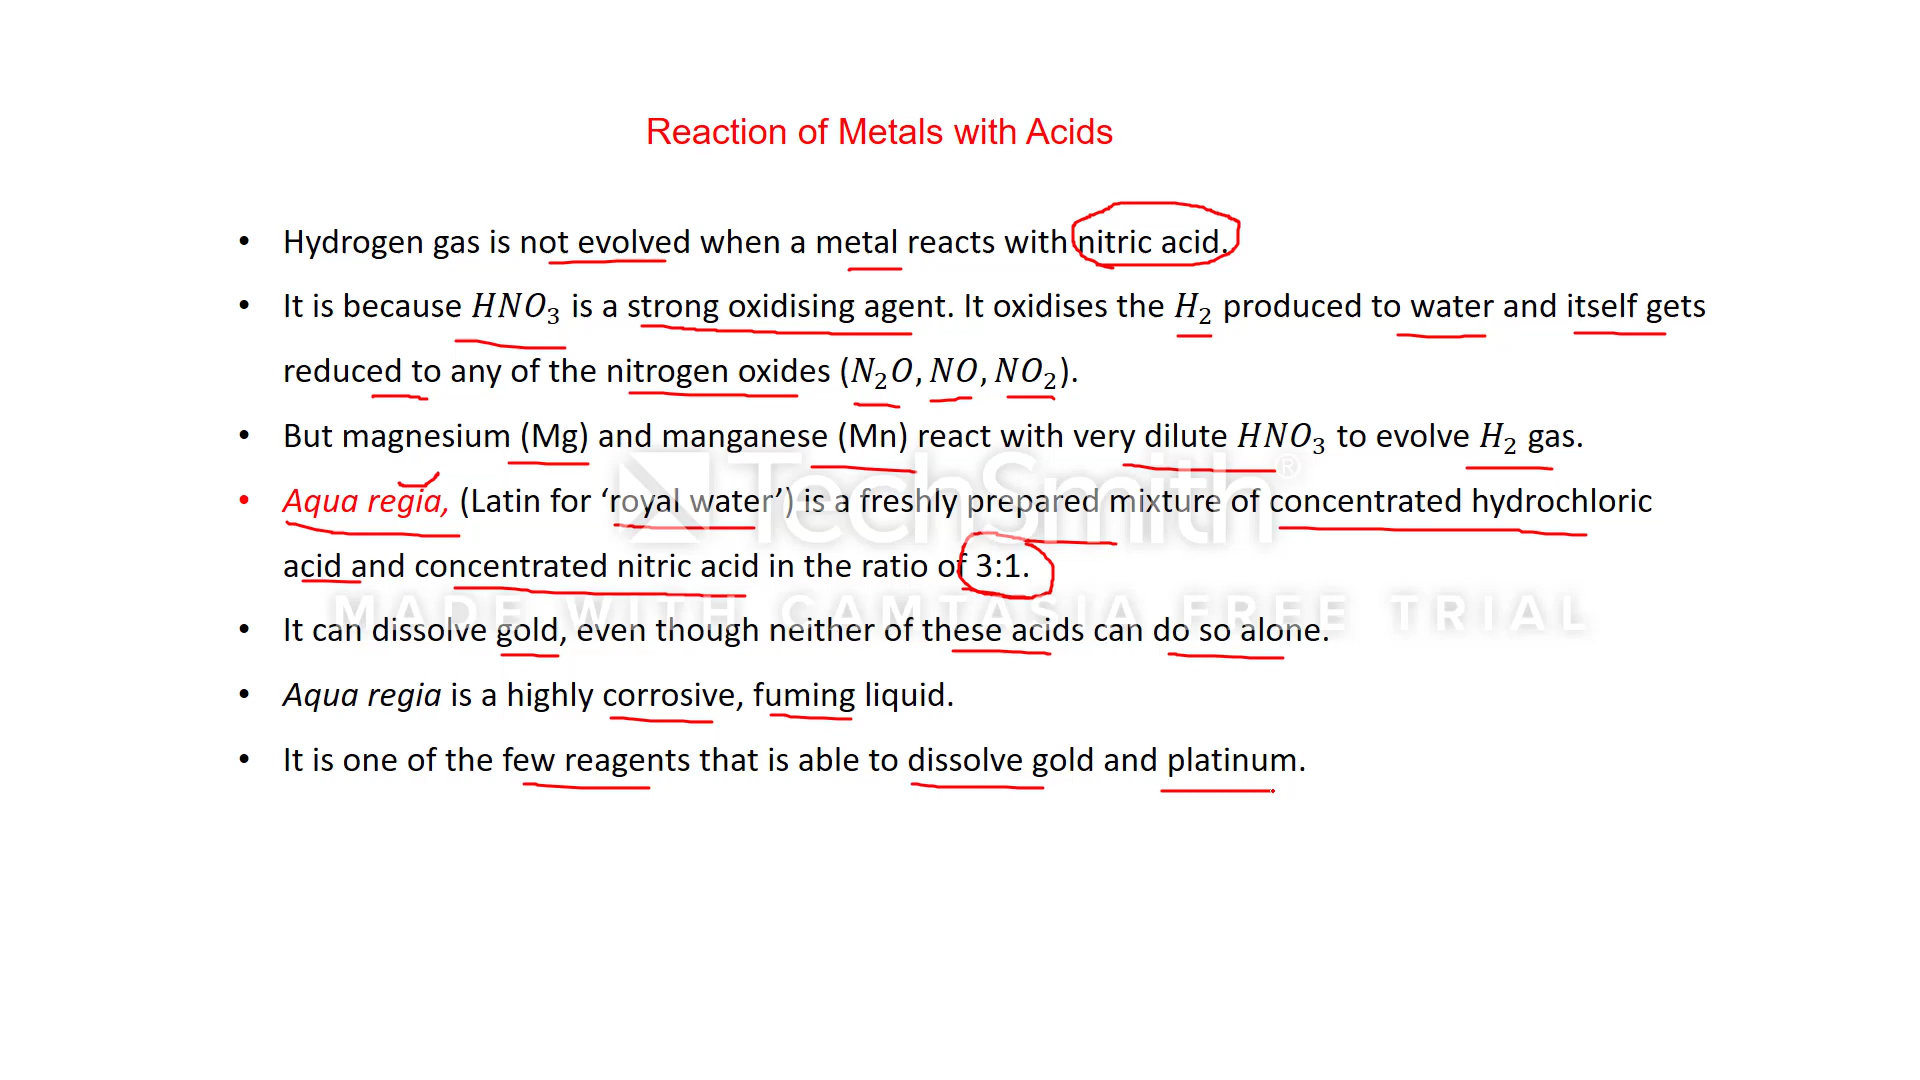 Reaction of Metals with Acids
• Hydrogen gas is not evolved when a metal reacts with nitric acid.
• It is because HNO₃ is a strong oxidising agent. It oxidises the H₂ produced to water and itself gets
reduced to any of the nitrogen oxides (N₂O, NO, NO₂).
• But magnesium (Mg) and manganese (Mn) react with very dilute HNO₃ to evolve H₂ gas.
• Aqua regia, (Latin for ‘royal water’) is a freshly prepared mixture of concentrated hydrochloric
acid and concentrated nitric acid in the ratio of 3:1.
• It can dissolve gold, even though neither of these acids can do so alone.
• Aqua regia is a highly corrosive, fuming liquid.
• It is one of the few reagents that is able to dissolve gold and platinum.
TechSmith®
MADE WITH CAMTASIA FREE TRIAL